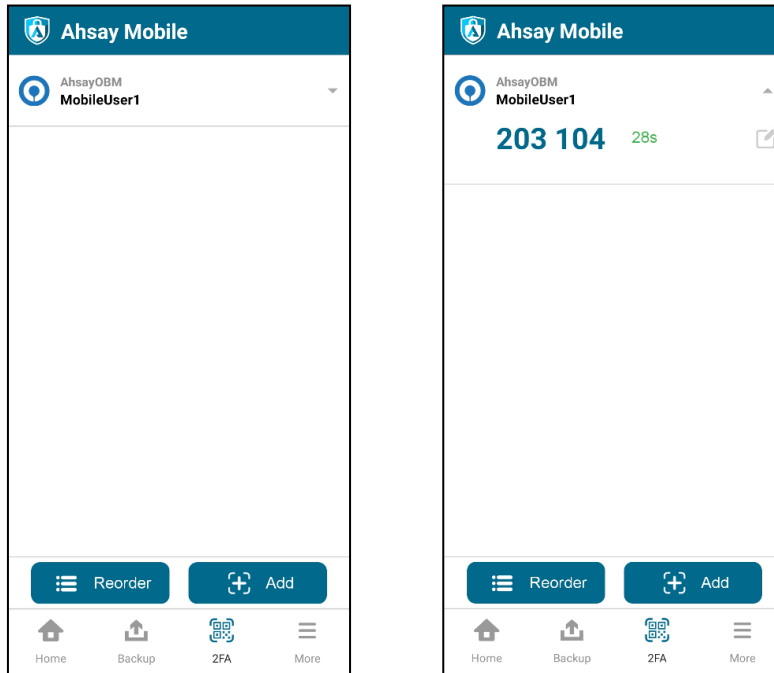 Ahsay Mobile
AhsayOBM
MobileUser1
Reorder
Add
Home
Backup
2FA
More
Ahsay Mobile
AhsayOBM
MobileUser1
203 104
28s
Reorder
Add
Home
Backup
2FA
More